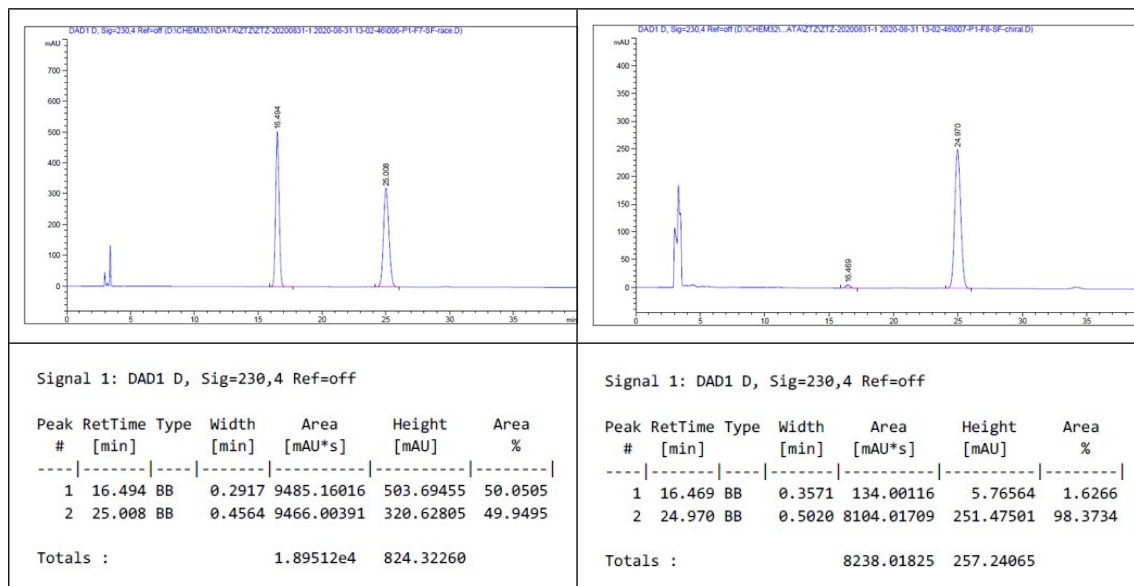 DAD1 D, Sig=230,4 Ref=off (D:\CHEM32\1\DATA\ZTZ\ZTZ-20200831-1 2020-08-31 13-02-46\006-P1-F7-SF-race.D)
mAU
700
600
500
400
300
200
100
0
16.494
25.008
0 5 10 15 20 25 30 35 min
DAD1 D, Sig=230,4 Ref=off (D:\CHEM32\...ATA\ZTZ\ZTZ-20200831-1 2020-08-31 13-02-46\007-P1-F8-SF-chiral.D)
mAU
400
350
300
250
200
150
100
50
0
16.469
24.970
0 5 10 15 20 25 30 35
Signal 1: DAD1 D, Sig=230,4 Ref=off
Peak RetTime Type Width Area Height Area
# [min] [min] [mAU*s] [mAU] %
----|-------|----|-------|----------|----------|--------|
1 16.494 BB 0.2917 9485.16016 503.69455 50.0505
2 25.008 BB 0.4564 9466.00391 320.62805 49.9495
Totals : 1.89512e4 824.32260
Signal 1: DAD1 D, Sig=230,4 Ref=off
Peak RetTime Type Width Area Height Area
# [min] [min] [mAU*s] [mAU] %
----|-------|----|-------|----------|----------|--------|
1 16.469 BB 0.3571 134.00116 5.76564 1.6266
2 24.970 BB 0.5020 8104.01709 251.47501 98.3734
Totals : 8238.01825 257.24065